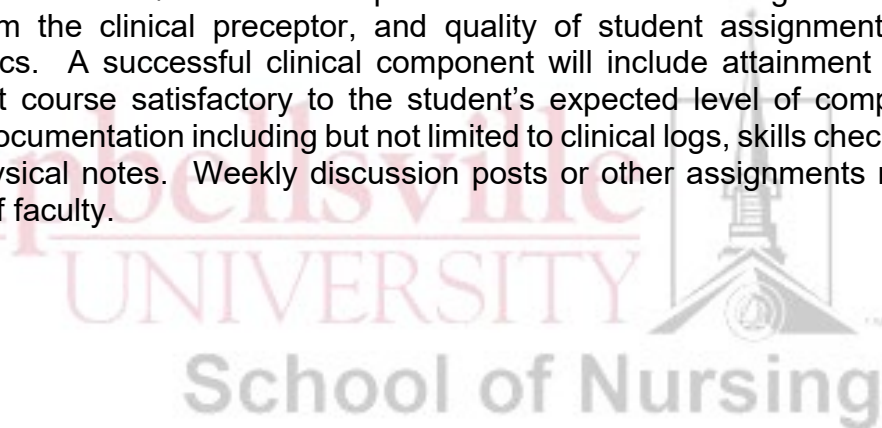 m the clinical preceptor, and quality of student assignment
cs. A successful clinical component will include attainment
t course satisfactory to the student's expected level of comp
ocumentation including but not limited to clinical logs, skills chec
ysical notes. Weekly discussion posts or other assignments
f faculty.
pbellsville
UNIVERSITY
School of Nursing